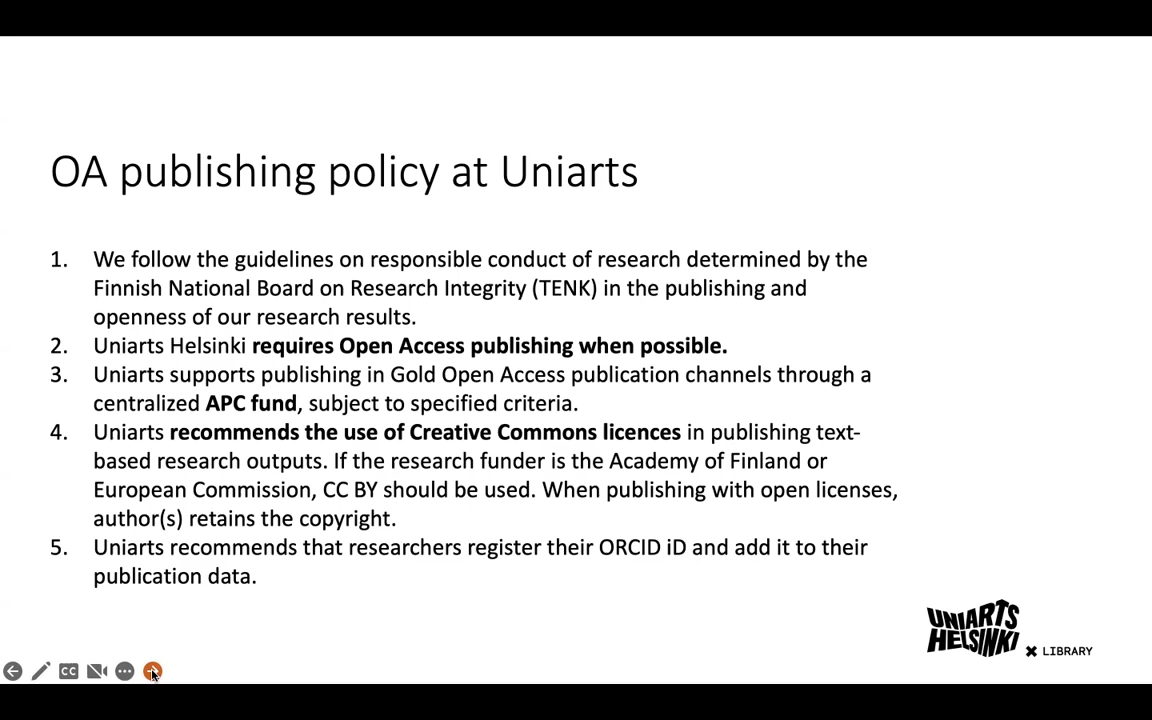 OA publishing policy at Uniarts
1. We follow the guidelines on responsible conduct of research determined by the
Finnish National Board on Research Integrity (TENK) in the publishing and
openness of our research results.
2. Uniarts Helsinki requires Open Access publishing when possible.
3. Uniarts supports publishing in Gold Open Access publication channels through a
centralized APC fund, subject to specified criteria.
4. Uniarts recommends the use of Creative Commons licences in publishing text-
based research outputs. If the research funder is the Academy of Finland or
European Commission, CC BY should be used. When publishing with open licenses,
author(s) retains the copyright.
5. Uniarts recommends that researchers register their ORCID iD and add it to their
publication data.
UNIARTS
HELSINKI
X LIBRARY
CC